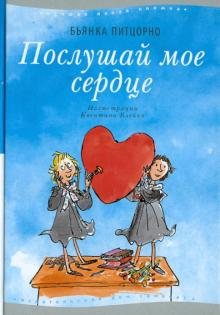 БЬЯНКА ПИТЦОРНО
Послушай мое
сердце
Иллюстрации
Квентина Блейка